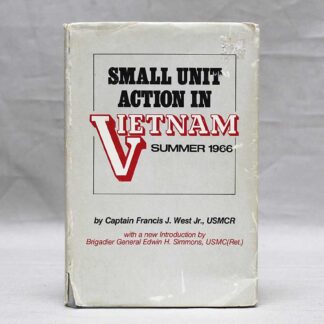 SMALL UNIT
ACTION IN
VIETNAM
SUMMER 1966
by Captain Francis J. West Jr., USMCR
with a new Introduction by
Brigadier General Edwin H. Simmons, USMC(Ret.)